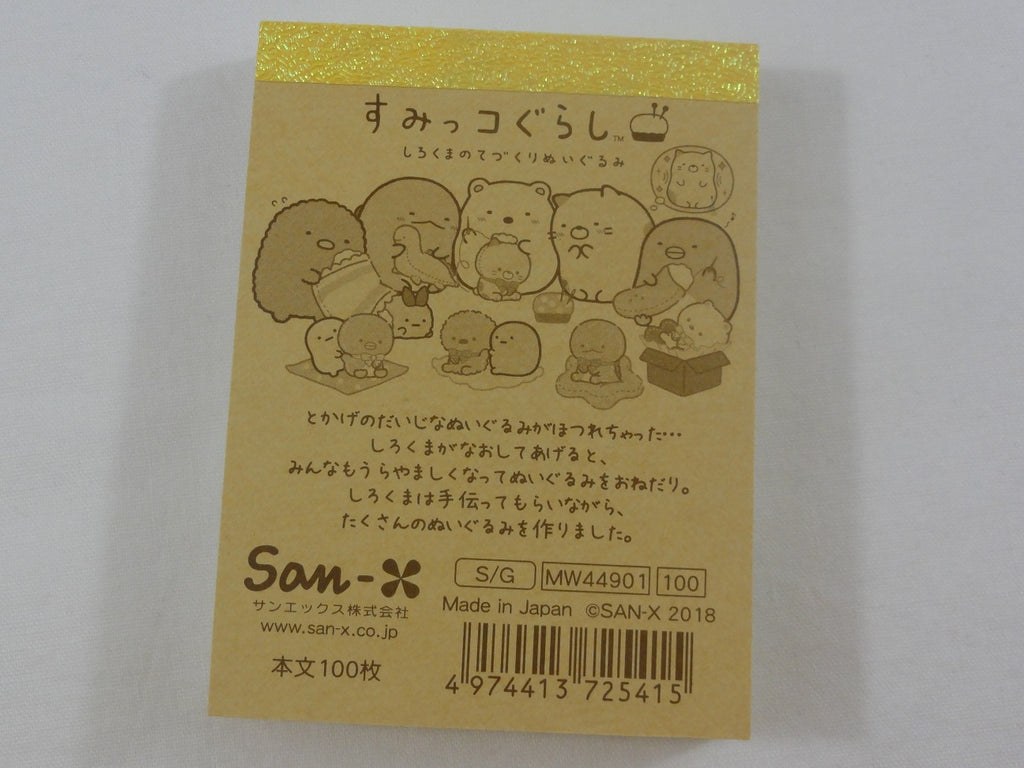 すみっコぐらし™
しろくまのてづくりぬいぐるみ
とかげのだいじなぬいぐるみがほつれちゃった…
しろくまがなおしてあげると、
みんなもうらやましくなってぬいぐるみをおねだり。
しろくまは手伝ってもらいながら、
たくさんのぬいぐるみを作りました。
San-X
サンエックス株式会社
www.san-x.co.jp
本文100枚
S/G MW44901 100
Made in Japan ©SAN-X 2018
4 974413 725415